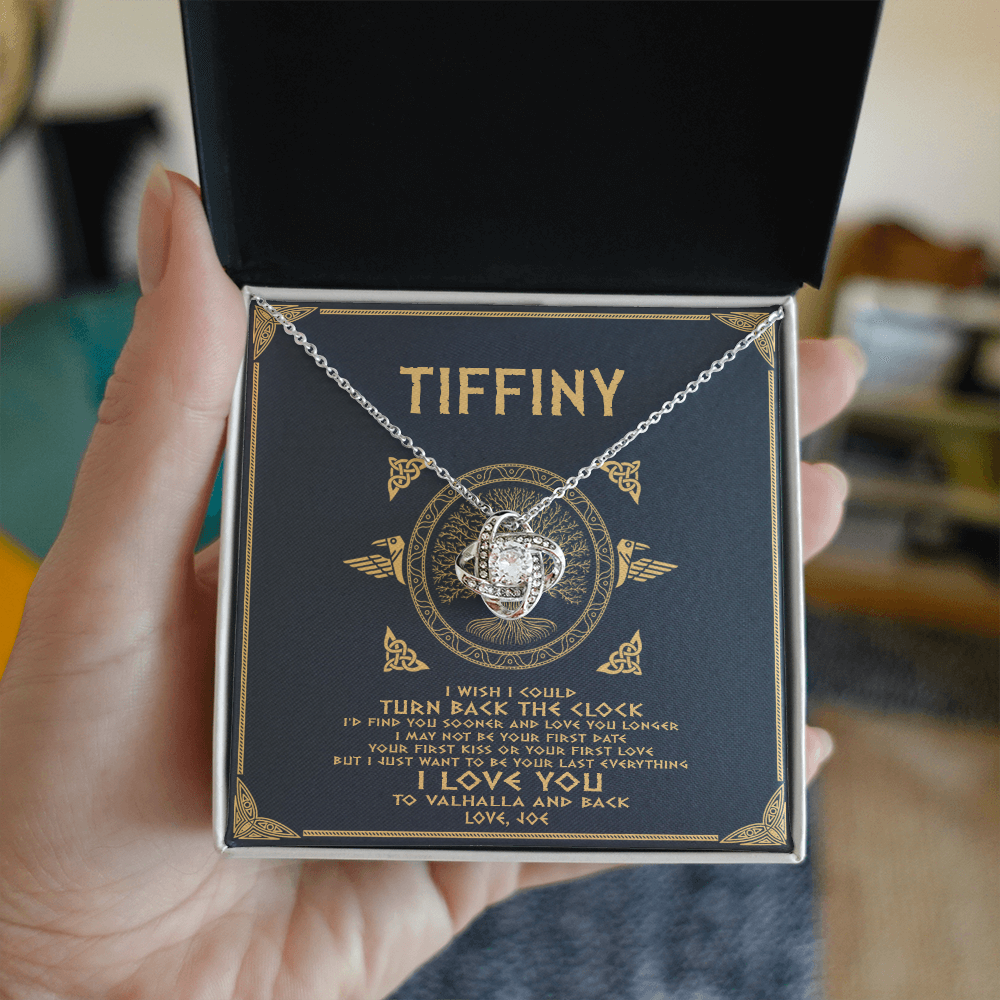 TIFFINY
I WISH I COULD
TURN BACK THE CLOCK
I'D FIND YOU SOONER AND LOVE YOU LONGER
I MAY NOT BE YOUR FIRST DATE
YOUR FIRST KISS OR YOUR FIRST LOVE
BUT I JUST WANT TO BE YOUR LAST EVERYTHING
I LOVE YOU
TO VALHALLA AND BACK
LOVE, JOE